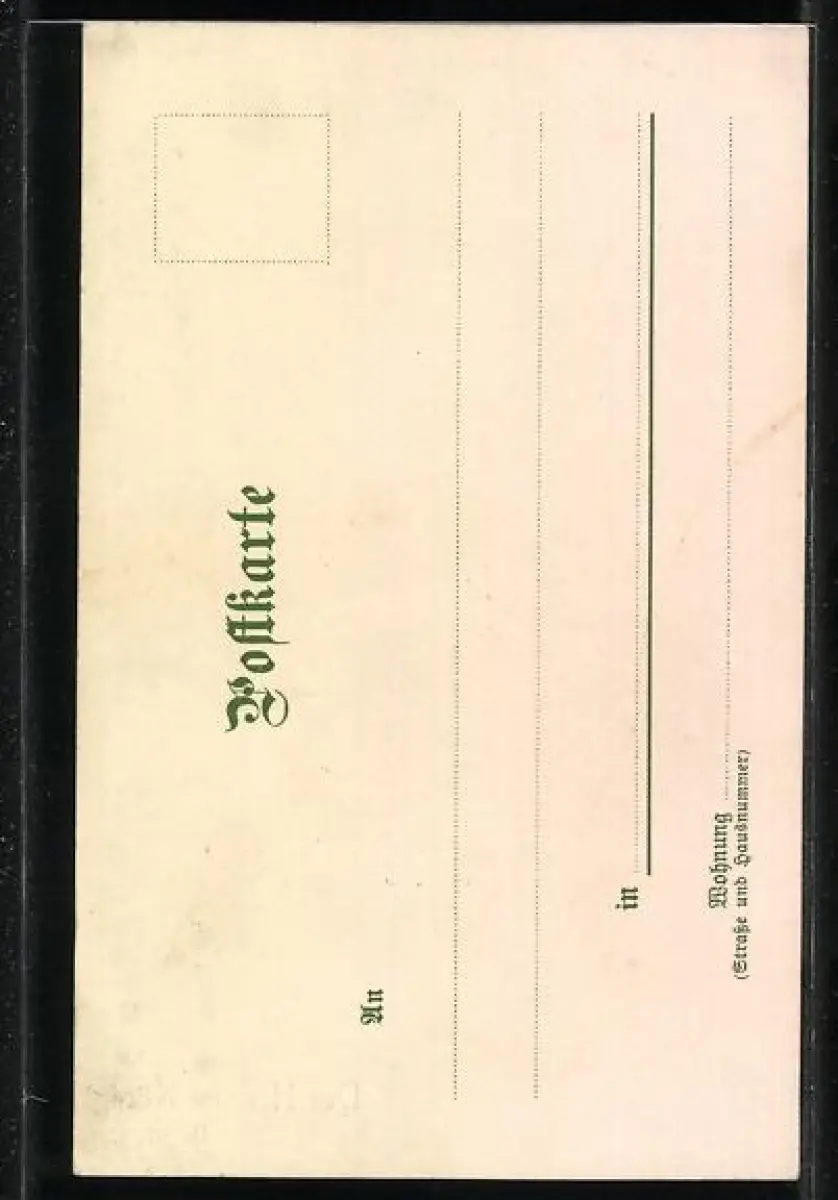 Postkarte
An
in
Wohnung
(Straße und Hausnummer)